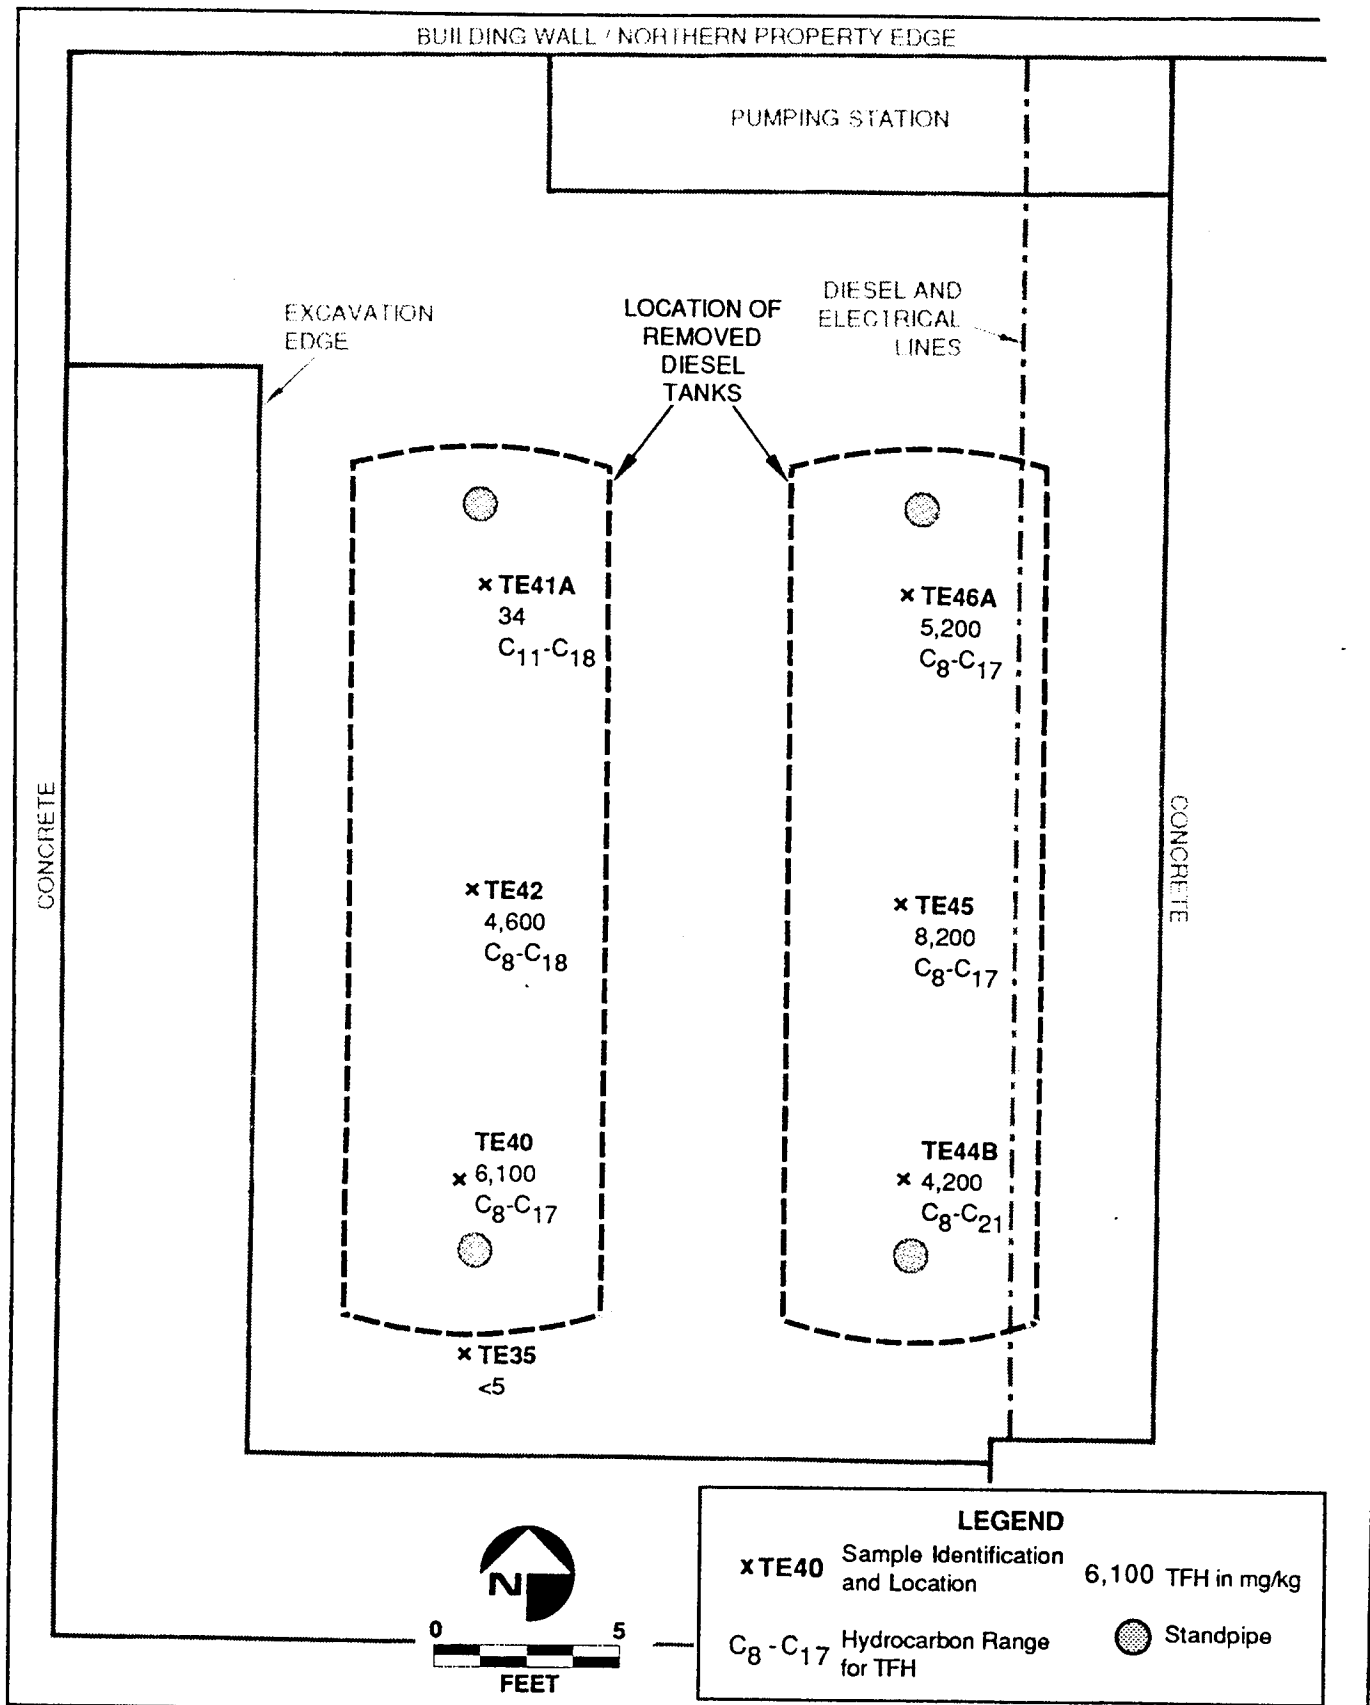 BUILDING WALL / NORTHERN PROPERTY EDGE
PUMPING STATION
EXCAVATION
EDGE
LOCATION OF
REMOVED
DIESEL
TANKS
DIESEL AND
ELECTRICAL
LINES
× TE41A
34
C₁₁-C₁₈
× TE46A
5,200
C₈-C₁₇
CONCRETE
CONCRETE
× TE42
4,600
C₈-C₁₈
× TE45
8,200
C₈-C₁₇
TE40
× 6,100
C₈-C₁₇
TE44B
× 4,200
C₈-C₂₁
× TE35
<5
N
0 5
FEET
LEGEND
×TE40 Sample Identification
and Location
6,100 TFH in mg/kg
C₈ - C₁₇ Hydrocarbon Range
for TFH
Standpipe